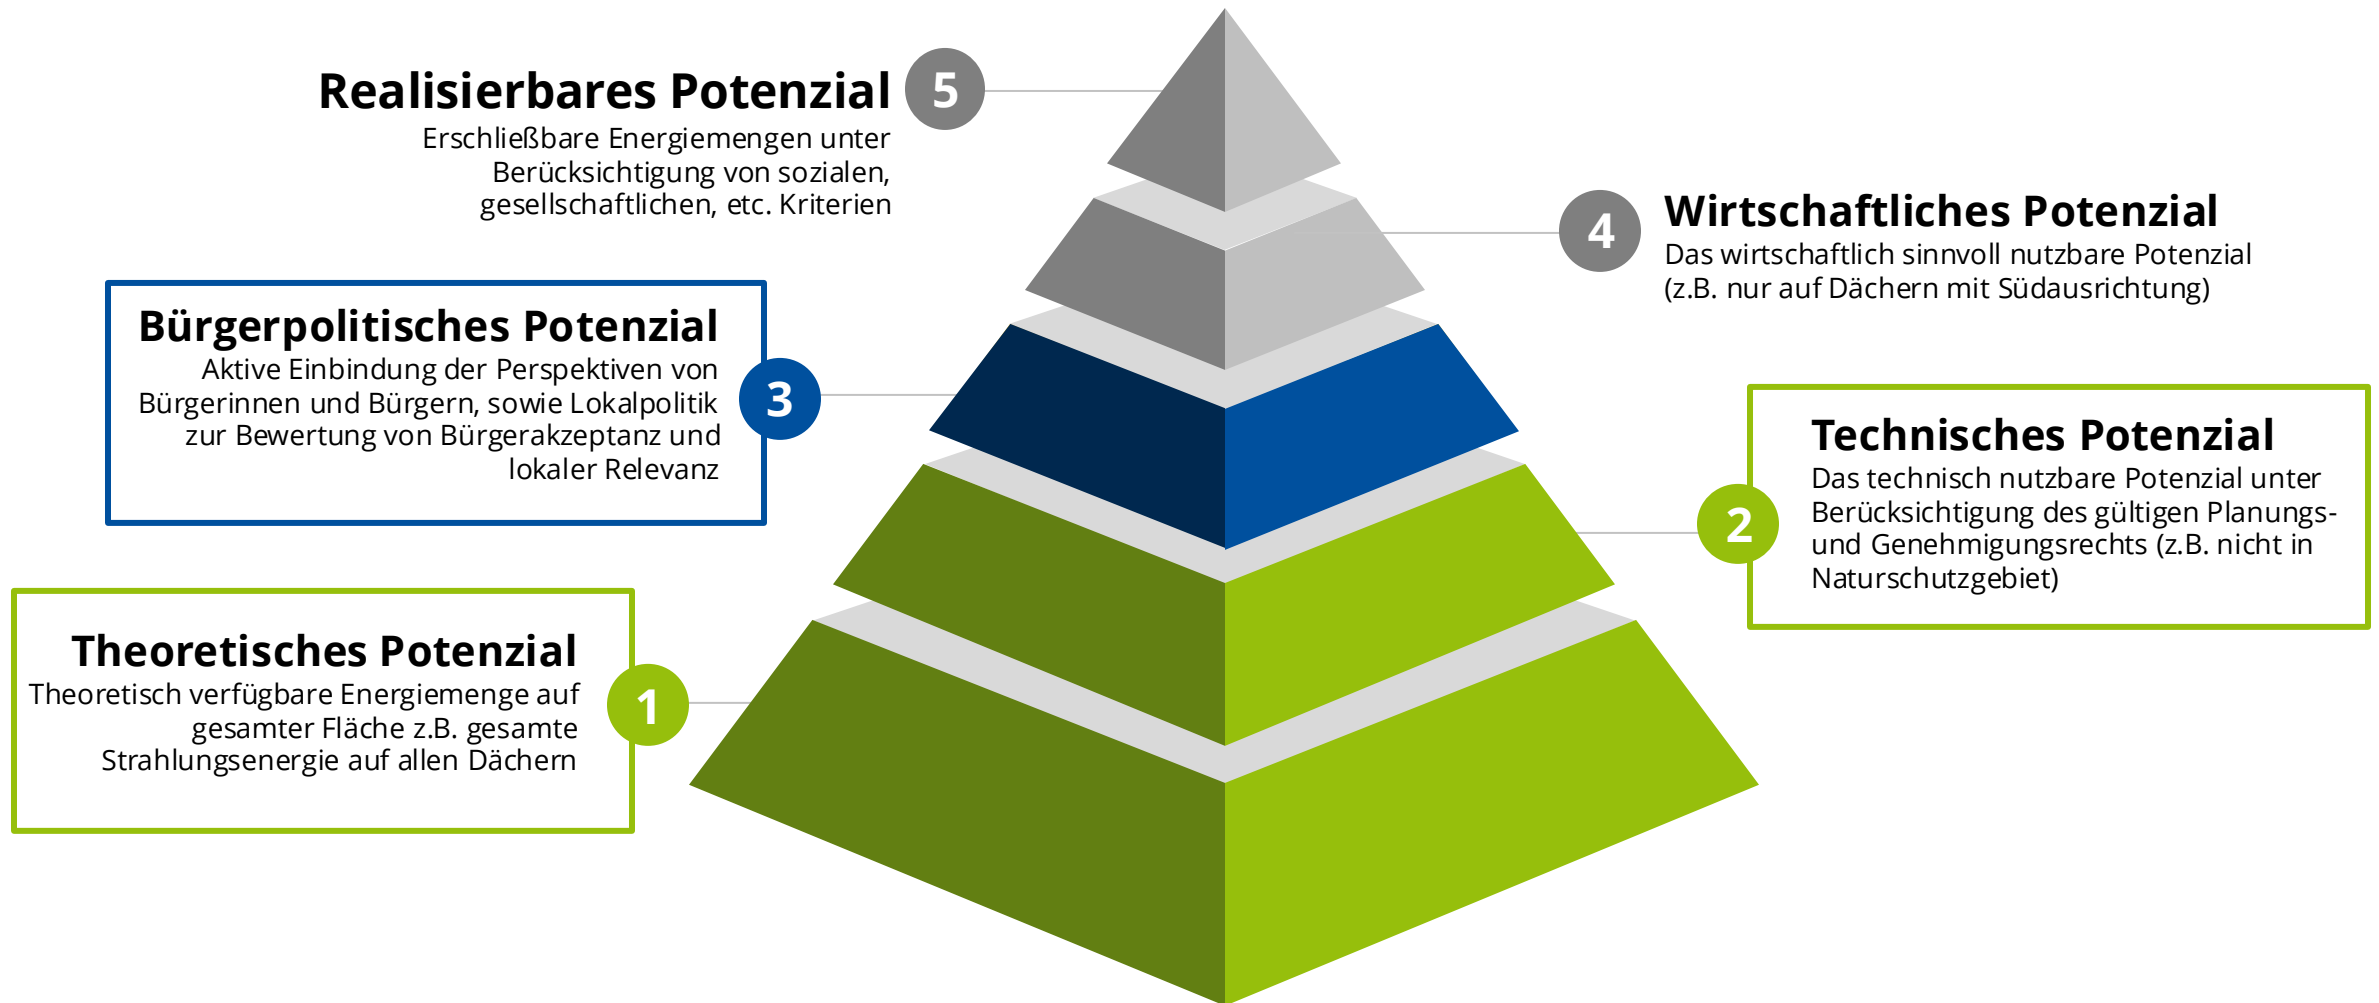 Realisierbares Potenzial
5
Erschließbare Energiemengen unter
Berücksichtigung von sozialen,
gesellschaftlichen, etc. Kriterien
4
Wirtschaftliches Potenzial
Das wirtschaftlich sinnvoll nutzbare Potenzial
(z.B. nur auf Dächern mit Südausrichtung)
Bürgerpolitisches Potenzial
Aktive Einbindung der Perspektiven von
Bürgerinnen und Bürgern, sowie Lokalpolitik
zur Bewertung von Bürgerakzeptanz und
lokaler Relevanz
3
2
Technisches Potenzial
Das technisch nutzbare Potenzial unter
Berücksichtigung des gültigen Planungs-
und Genehmigungsrechts (z.B. nicht in
Naturschutzgebiet)
Theoretisches Potenzial
Theoretisch verfügbare Energiemenge auf
gesamter Fläche z.B. gesamte
Strahlungsenergie auf allen Dächern
1